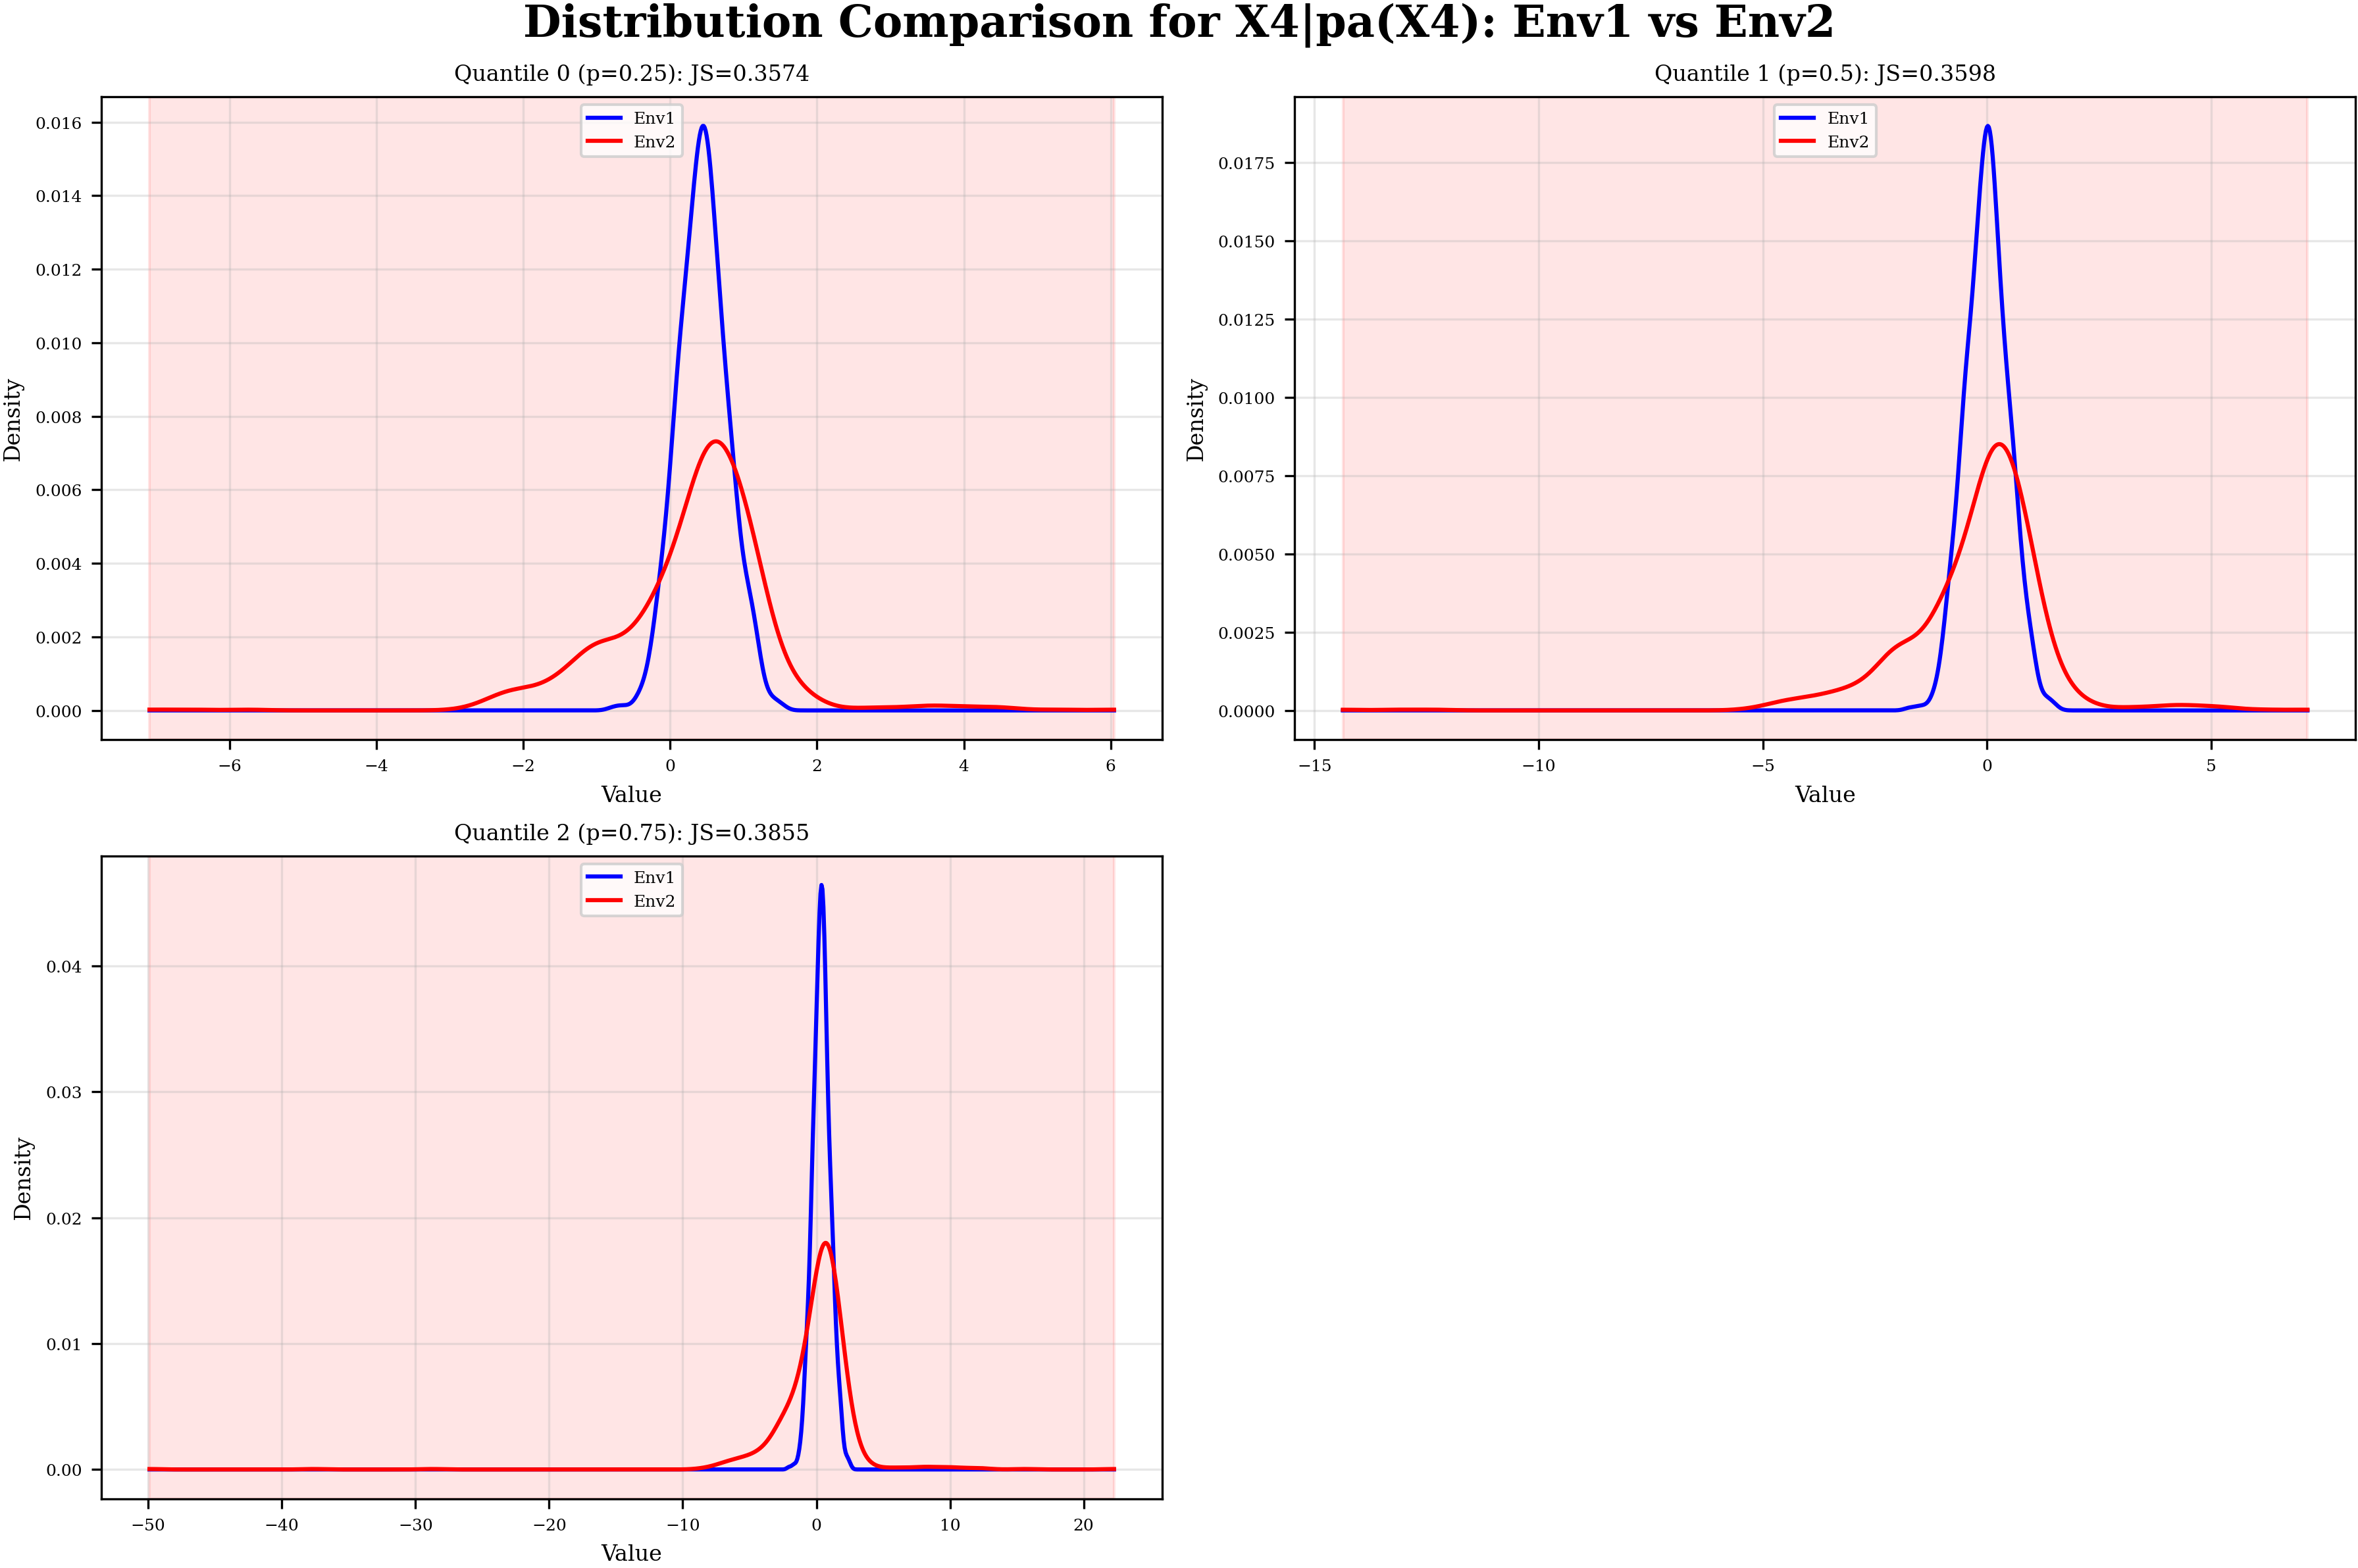 Distribution Comparison for X4|pa(X4): Env1 vs Env2
Quantile 0 (p=0.25): JS=0.3574
Env1
Env2
0.016
0.014
0.012
0.010
0.008
0.006
0.004
0.002
0.000
Density
−6
−4
−2
0
2
4
6
Value
Quantile 1 (p=0.5): JS=0.3598
Env1
Env2
0.0175
0.0150
0.0125
0.0100
0.0075
0.0050
0.0025
0.0000
Density
−15
−10
−5
0
5
Value
Quantile 2 (p=0.75): JS=0.3855
Env1
Env2
0.04
0.03
0.02
0.01
0.00
Density
−50
−40
−30
−20
−10
0
10
20
Value